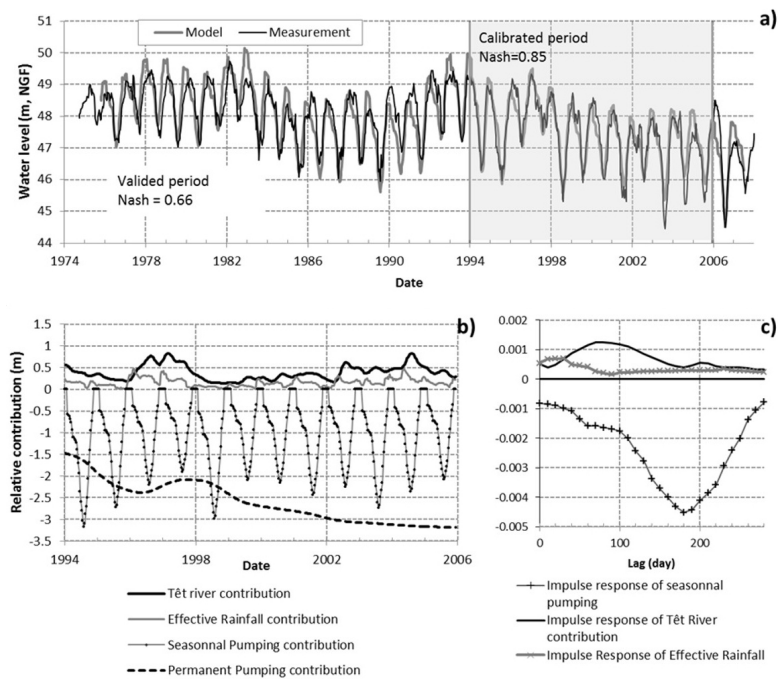 a)
Model
Measurement
Calibrated period
Nash=0.85
Valided period
Nash = 0.66
Water level (m, NGF)
51
50
49
48
47
46
45
44
1974
1978
1982
1986
1990
1994
1998
2002
2006
Date
b)
Relative contribution (m)
1.5
1
0.5
0
-0.5
-1
-1.5
-2
-2.5
-3
-3.5
1994
1998
2002
2006
Date
Têt river contribution
Effective Rainfall contribution
Seasonnal Pumping contribution
Permanent Pumping contribution
c)
0.002
0.001
0
-0.001
-0.002
-0.003
-0.004
-0.005
0
100
200
Lag (day)
Impulse response of seasonnal
pumping
Impulse response of Têt River
contribution
Impulse Response of Effective Rainfall